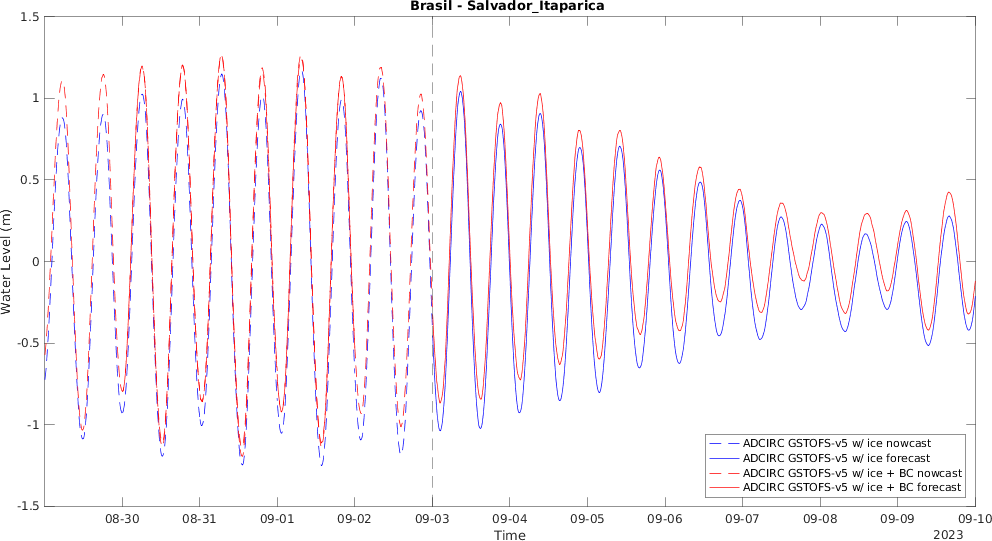 Brasil - Salvador_Itaparica
1.5
1
0.5
0
-0.5
-1
-1.5
Water Level (m)
ADCIRC GSTOFS-v5 w/ ice nowcast
ADCIRC GSTOFS-v5 w/ ice forecast
ADCIRC GSTOFS-v5 w/ ice + BC nowcast
ADCIRC GSTOFS-v5 w/ ice + BC forecast
08-30 08-31 09-01 09-02 09-03 09-04 09-05 09-06 09-07 09-08 09-09 09-10
Time
2023